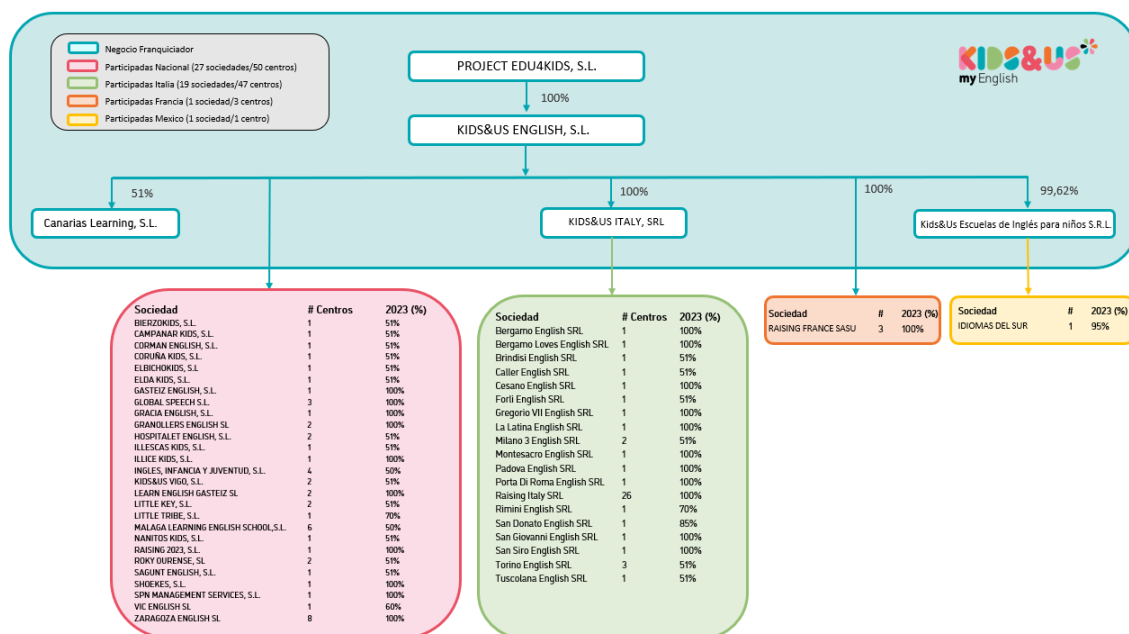 Negocio Franquiciador
Participadas Nacional (27 sociedades/50 centros)
Participadas Italia (19 sociedades/47 centros)
Participadas Francia (1 sociedad/3 centros)
Participadas Mexico (1 sociedad/1 centro)
KIDS&US
my English
PROJECT EDU4KIDS, S.L.
100%
KIDS&US ENGLISH, S.L.
51%
100%
100%
99,62%
Canarias Learning, S.L.
KIDS&US ITALY, SRL
Kids&Us Escuelas de Inglés para niños S.R.L.
Sociedad # Centros 2023 (%)
BIERZOKIDS, S.L. 1 51%
CAMPANAR KIDS, S.L. 1 51%
CORMAN ENGLISH, S.L. 1 51%
CORUÑA KIDS, S.L. 1 51%
ELBICHOKIDS, S.L 1 51%
ELDA KIDS, S.L. 1 51%
GASTEIZ ENGLISH, S.L. 1 100%
GLOBAL SPEECH S.L. 3 100%
GRACIA ENGLISH, S.L. 1 100%
GRANOLLERS ENGLISH SL 2 100%
HOSPITALET ENGLISH, S.L. 2 51%
ILLESCAS KIDS, S.L. 1 51%
ILLICE KIDS, S.L. 1 100%
INGLES, INFANCIA Y JUVENTUD, S.L. 4 50%
KIDS&US VIGO, S.L. 2 51%
LEARN ENGLISH GASTEIZ SL 2 100%
LITTLE KEY, S.L. 2 51%
LITTLE TRIBE, S.L. 1 70%
MALAGA LEARNING ENGLISH SCHOOL,S.L. 6 50%
NANITOS KIDS, S.L. 1 51%
RAISING 2023, S.L. 1 100%
ROKY OURENSE, SL 2 51%
SAGUNT ENGLISH, S.L. 1 51%
SHOEKES, S.L. 1 100%
SPN MANAGEMENT SERVICES, S.L. 1 100%
VIC ENGLISH SL 1 60%
ZARAGOZA ENGLISH SL 8 100%
Sociedad # Centros 2023 (%)
Bergamo English SRL 1 100%
Bergamo Loves English SRL 1 100%
Brindisi English SRL 1 51%
Caller English SRL 1 51%
Cesano English SRL 1 100%
Forli English SRL 1 51%
Gregorio VII English SRL 1 100%
La Latina English SRL 1 100%
Milano 3 English SRL 2 51%
Montesacro English SRL 1 100%
Padova English SRL 1 100%
Porta Di Roma English SRL 1 100%
Raising Italy SRL 26 100%
Rimini English SRL 1 70%
San Donato English SRL 1 85%
San Giovanni English SRL 1 100%
San Siro English SRL 1 100%
Torino English SRL 3 51%
Tuscolana English SRL 1 51%
Sociedad # 2023 (%)
RAISING FRANCE SASU 3 100%
Sociedad # 2023 (%)
IDIOMAS DEL SUR 1 95%